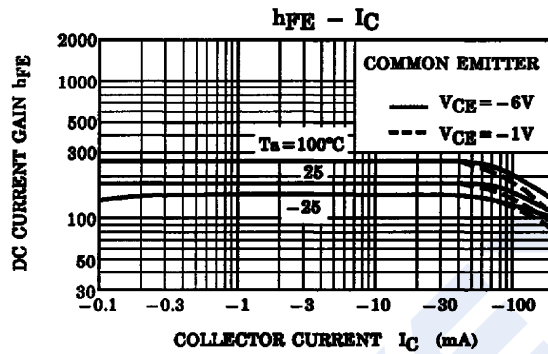 hFE – IC
DC CURRENT GAIN hFE
2000
1000
500
300
100
50
30
COMMON EMITTER
VCE = −6V
VCE = −1V
Ta = 100°C
25
−25
−0.1 −0.3 −1 −3 −10 −30 −100
COLLECTOR CURRENT IC (mA)